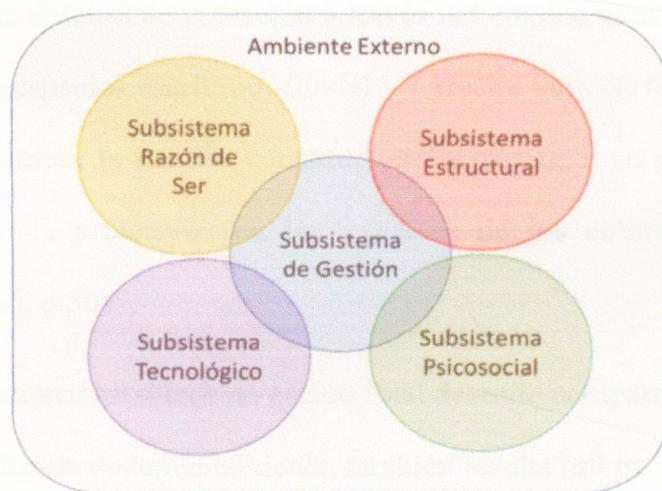 Ambiente Externo
Subsistema
Razón de
Ser
Subsistema
Estructural
Subsistema
de Gestión
Subsistema
Tecnológico
Subsistema
Psicosocial